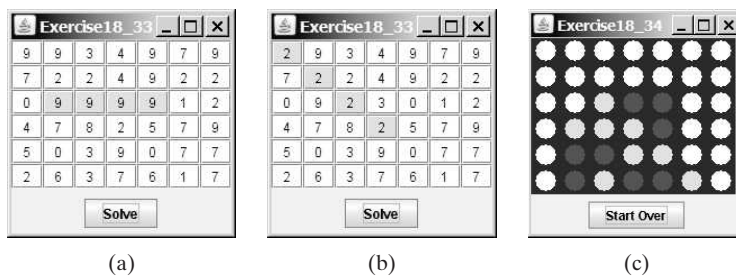 Exercise18_33
9 9 3 4 9 7 9
7 2 2 4 9 2 2
0 9 9 9 9 1 2
4 7 8 2 5 7 9
5 0 3 9 0 7 7
2 6 3 7 6 1 7
Solve
(a)
Exercise18_33
2 9 3 4 9 7 9
7 2 2 4 9 2 2
0 9 2 3 0 1 2
4 7 8 2 5 7 9
5 0 3 9 0 7 7
2 6 3 7 6 1 7
Solve
(b)
Exercise18_34
Start Over
(c)